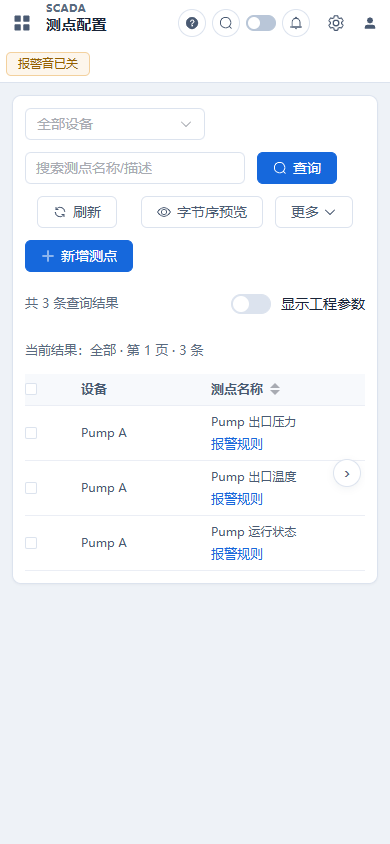 SCADA
测点配置
报警音已关
全部设备
搜索测点名称/描述
查询
刷新
字节序预览
更多
新增测点
共 3 条查询结果
显示工程参数
当前结果：全部 · 第 1 页 · 3 条
设备
测点名称
Pump A
Pump 出口压力
报警规则
Pump A
Pump 出口温度
报警规则
Pump A
Pump 运行状态
报警规则